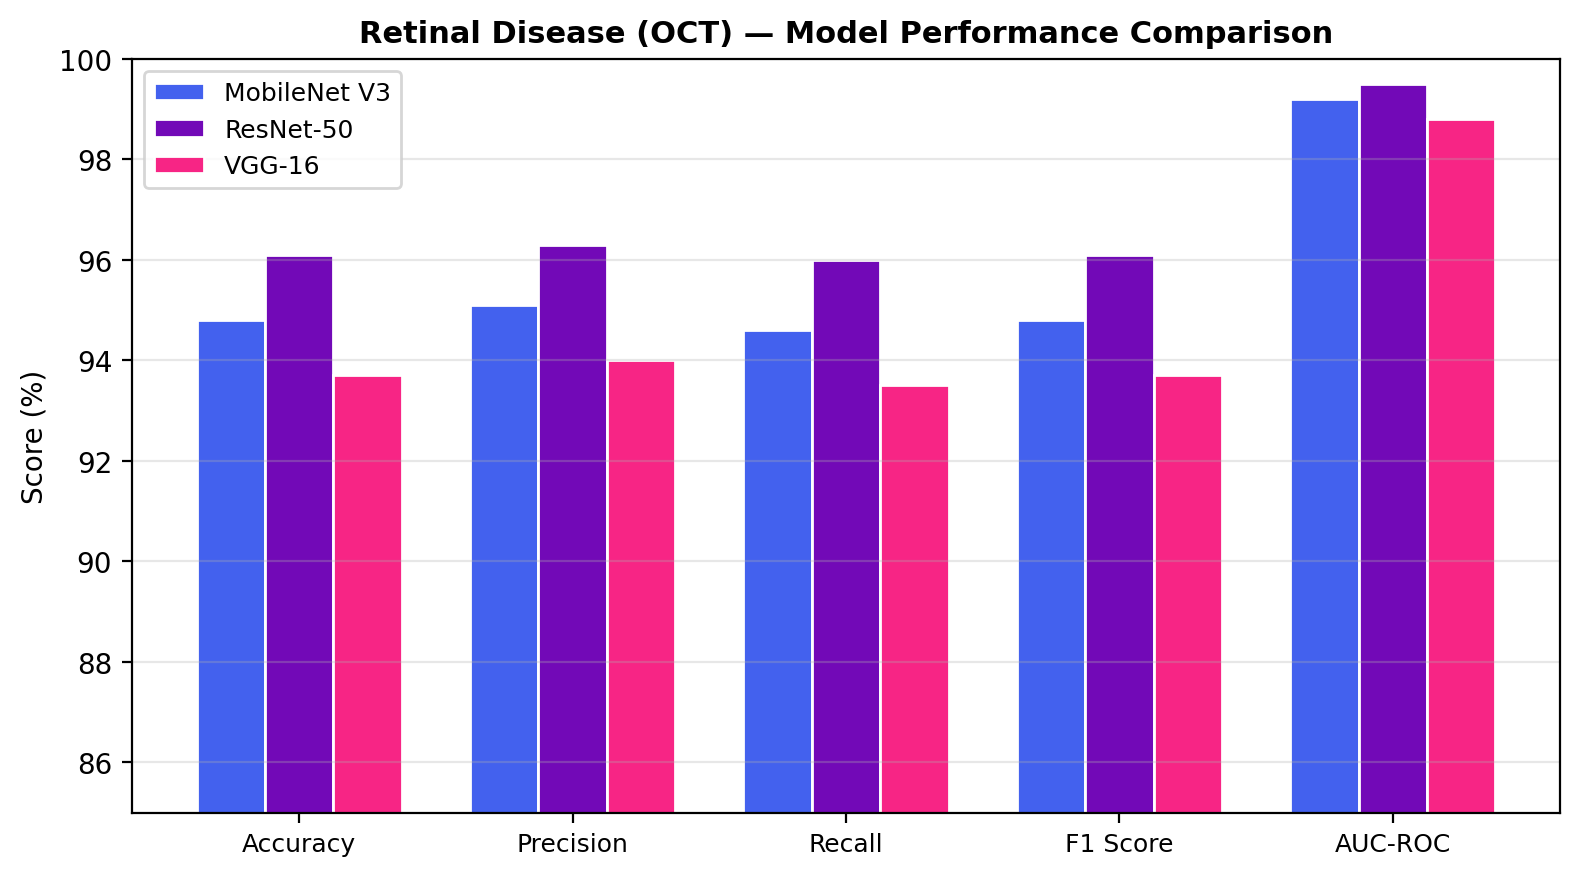 Retinal Disease (OCT) — Model Performance Comparison
MobileNet V3
ResNet-50
VGG-16
Score (%)
100
98
96
94
92
90
88
86
Accuracy
Precision
Recall
F1 Score
AUC-ROC